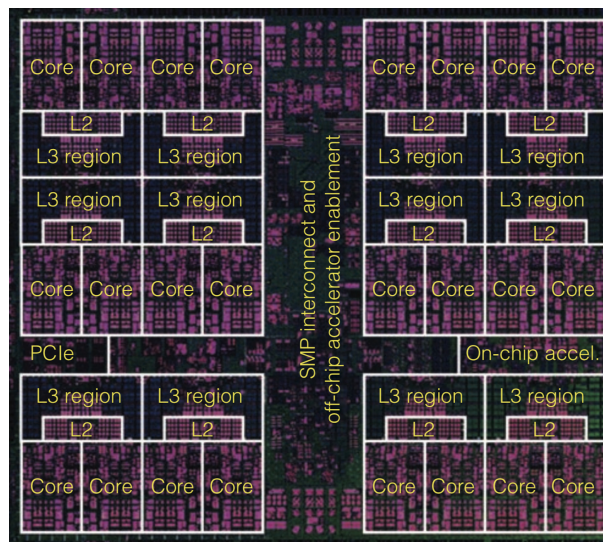 Core Core Core Core Core Core Core Core
L2 L2 L2 L2
L3 region L3 region L3 region L3 region
L3 region L3 region L3 region L3 region
L2 L2 L2 L2
Core Core Core Core Core Core Core Core
SMP interconnect and
off-chip accelerator enablement
PCIe On-chip accel.
L3 region L3 region L3 region L3 region
L2 L2 L2 L2
Core Core Core Core Core Core Core Core